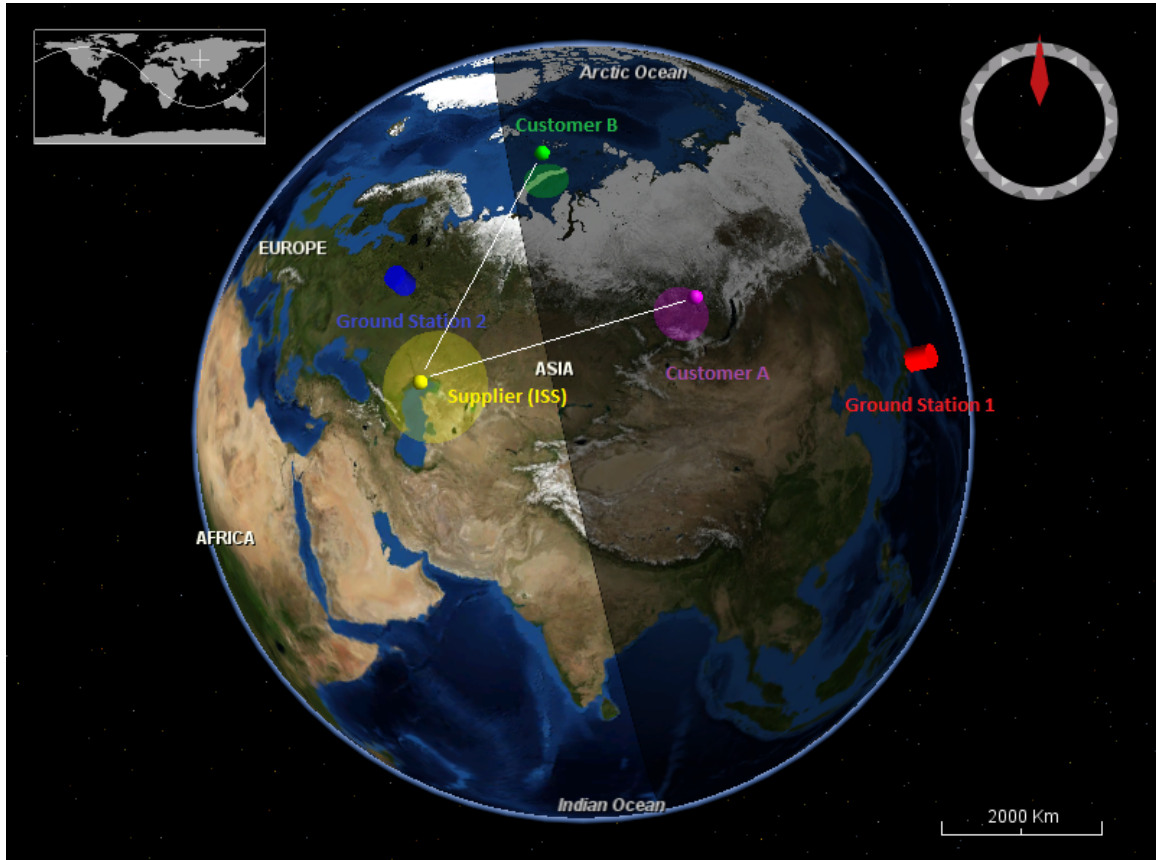 Arctic Ocean
Customer B
EUROPE
Ground Station 2
ASIA
Customer A
Supplier (ISS)
Ground Station 1
AFRICA
Indian Ocean
2000 Km